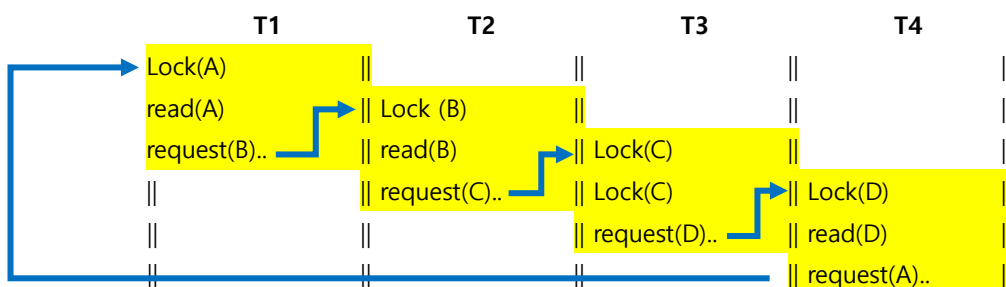 T1 T2 T3 T4
Lock(A) || || || |
read(A) || Lock (B) || || |
request(B).. || read(B) || Lock(C) || |
|| || request(C).. || Lock(C) || Lock(D) |
|| || || request(D).. || read(D) |
|| || || || request(A).. |